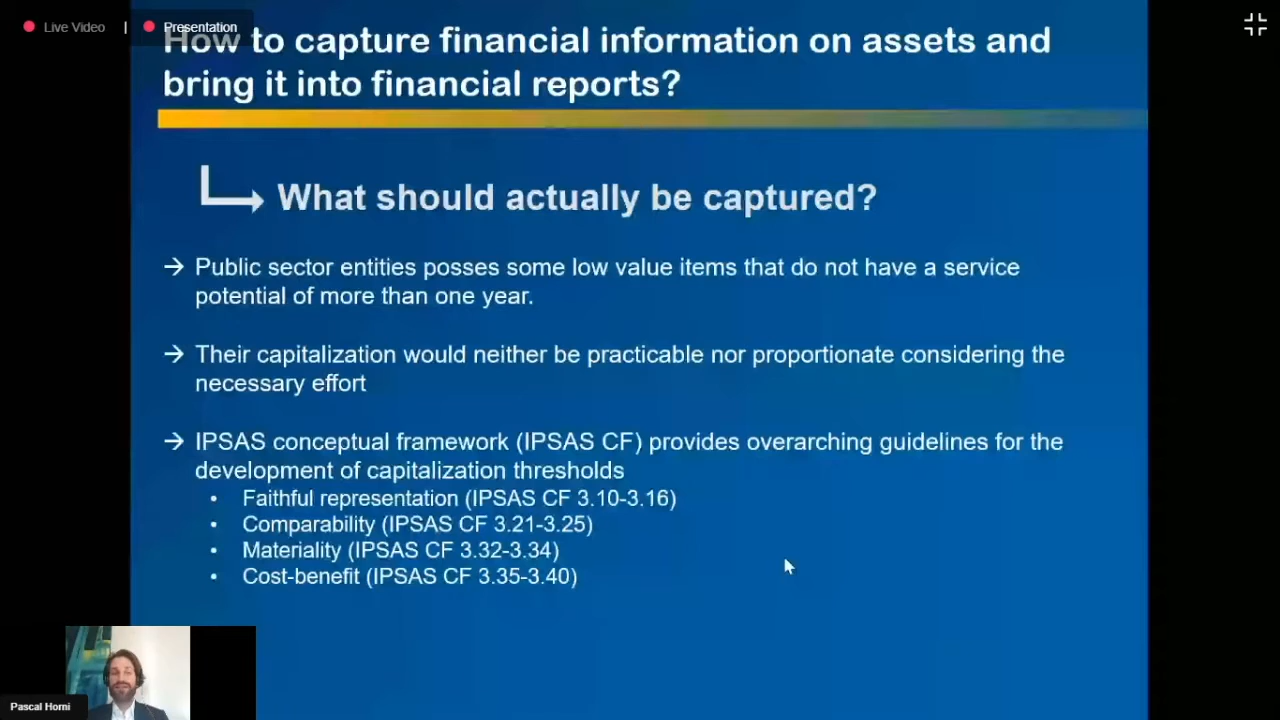 Live Video | Presentation
How to capture financial information on assets and
bring it into financial reports?
What should actually be captured?
→ Public sector entities posses some low value items that do not have a service
potential of more than one year.
→ Their capitalization would neither be practicable nor proportionate considering the
necessary effort
→ IPSAS conceptual framework (IPSAS CF) provides overarching guidelines for the
development of capitalization thresholds
• Faithful representation (IPSAS CF 3.10-3.16)
• Comparability (IPSAS CF 3.21-3.25)
• Materiality (IPSAS CF 3.32-3.34)
• Cost-benefit (IPSAS CF 3.35-3.40)
Pascal Horni